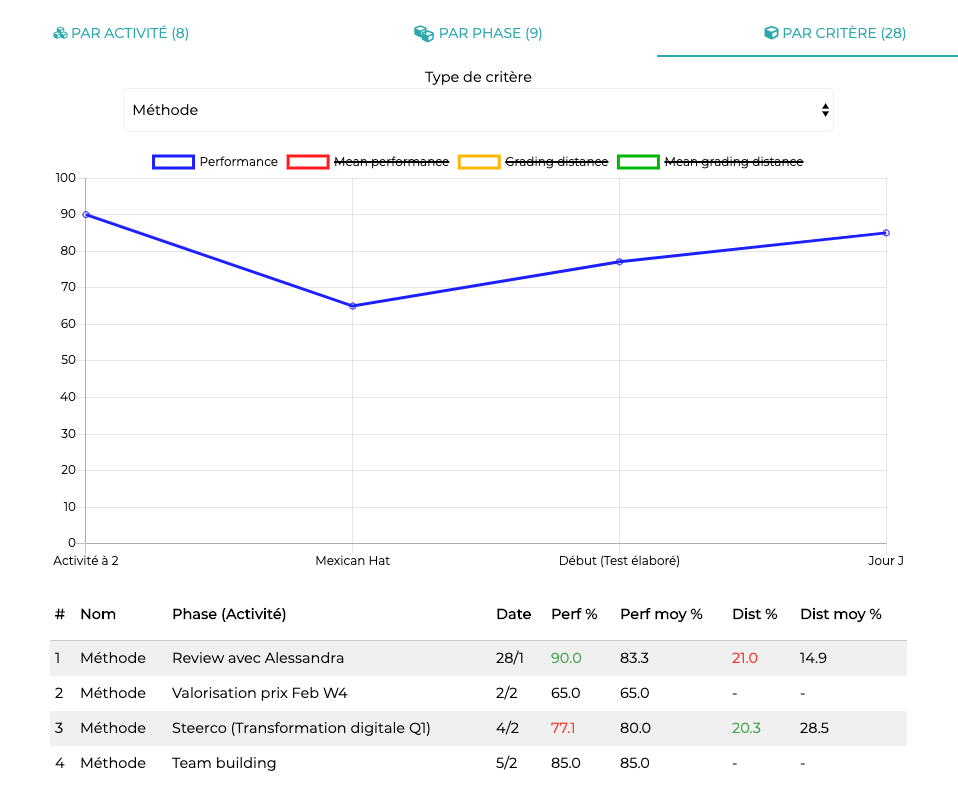 PAR ACTIVITÉ (8) PAR PHASE (9) PAR CRITÈRE (28)
Type de critère
Méthode
Performance Mean performance Grading distance Mean grading distance
100
90
80
70
60
50
40
30
20
10
0
Activité à 2 Mexican Hat Début (Test élaboré) Jour J
# Nom Phase (Activité) Date Perf % Perf moy % Dist % Dist moy %
1 Méthode Review avec Alessandra 28/1 90.0 83.3 21.0 14.9
2 Méthode Valorisation prix Feb W4 2/2 65.0 65.0 - -
3 Méthode Steerco (Transformation digitale Q1) 4/2 77.1 80.0 20.3 28.5
4 Méthode Team building 5/2 85.0 85.0 - -